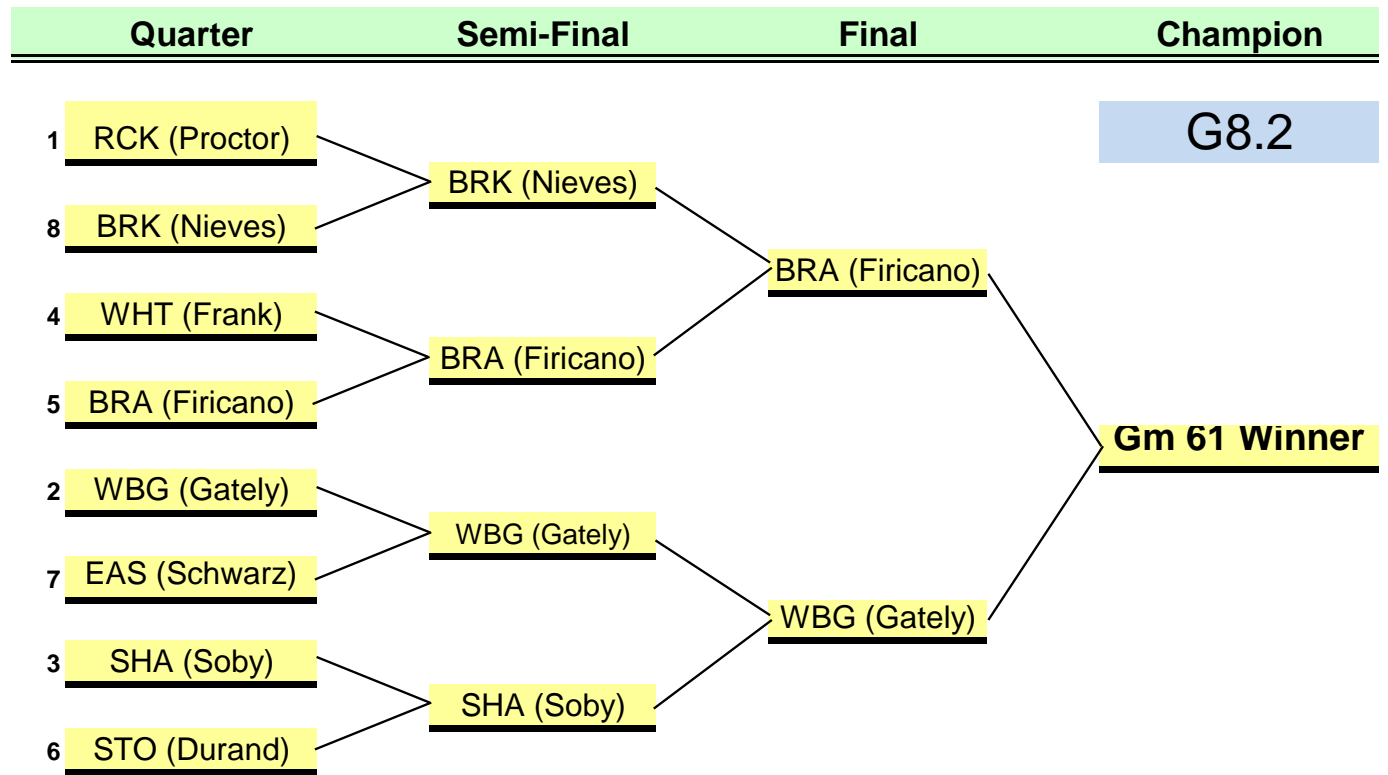 Quarter Semi-Final Final Champion
G8.2
1 RCK (Proctor)
BRK (Nieves)
8 BRK (Nieves)
BRA (Firicano)
4 WHT (Frank)
BRA (Firicano)
5 BRA (Firicano)
Gm 61 Winner
2 WBG (Gately)
WBG (Gately)
7 EAS (Schwarz)
WBG (Gately)
3 SHA (Soby)
SHA (Soby)
6 STO (Durand)